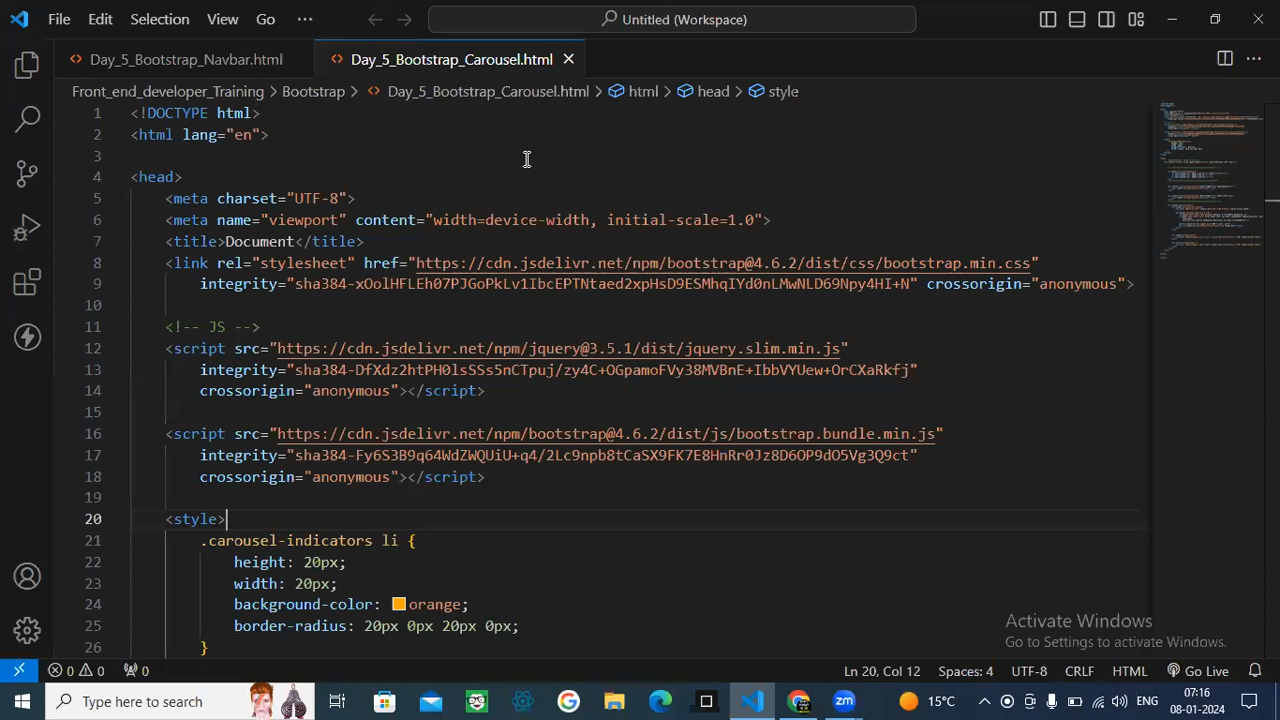 File Edit Selection View Go ··· Untitled (Workspace)
Day_5_Bootstrap_Navbar.html Day_5_Bootstrap_Carousel.html
Front_end_developer_Training > Bootstrap > Day_5_Bootstrap_Carousel.html > html > head > style
1 <!DOCTYPE html>
2 <html lang="en">
3
4 <head>
5 <meta charset="UTF-8">
6 <meta name="viewport" content="width=device-width, initial-scale=1.0">
7 <title>Document</title>
8 <link rel="stylesheet" href="https://cdn.jsdelivr.net/npm/bootstrap@4.6.2/dist/css/bootstrap.min.css"
9 integrity="sha384-xOolHFLEh07PJGoPkLv1IbcEPTNtaed2xpHsD9ESMhqIYd0nLMwNLD69Npy4HI+N" crossorigin="anonymous">
10
11 <!-- JS -->
12 <script src="https://cdn.jsdelivr.net/npm/jquery@3.5.1/dist/jquery.slim.min.js"
13 integrity="sha384-DfXdz2htPH0lsSSs5nCTpuj/zy4C+OGpamoFVy38MVBnE+IbbVYUew+OrCXaRkfj"
14 crossorigin="anonymous"></script>
15
16 <script src="https://cdn.jsdelivr.net/npm/bootstrap@4.6.2/dist/js/bootstrap.bundle.min.js"
17 integrity="sha384-Fy6S3B9q64WdZWQUiU+q4/2Lc9npb8tCaSX9FK7E8HnRr0Jz8D6OP9dO5Vg3Q9ct"
18 crossorigin="anonymous"></script>
19
20 <style>
21 .carousel-indicators li {
22 height: 20px;
23 width: 20px;
24 background-color: orange;
25 border-radius: 20px 0px 20px 0px;
26 }
Activate Windows
Go to Settings to activate Windows.
0 0 0 Ln 20, Col 12 Spaces: 4 UTF-8 CRLF HTML Go Live
Type here to search 15°C ENG 07:16
08-01-2024